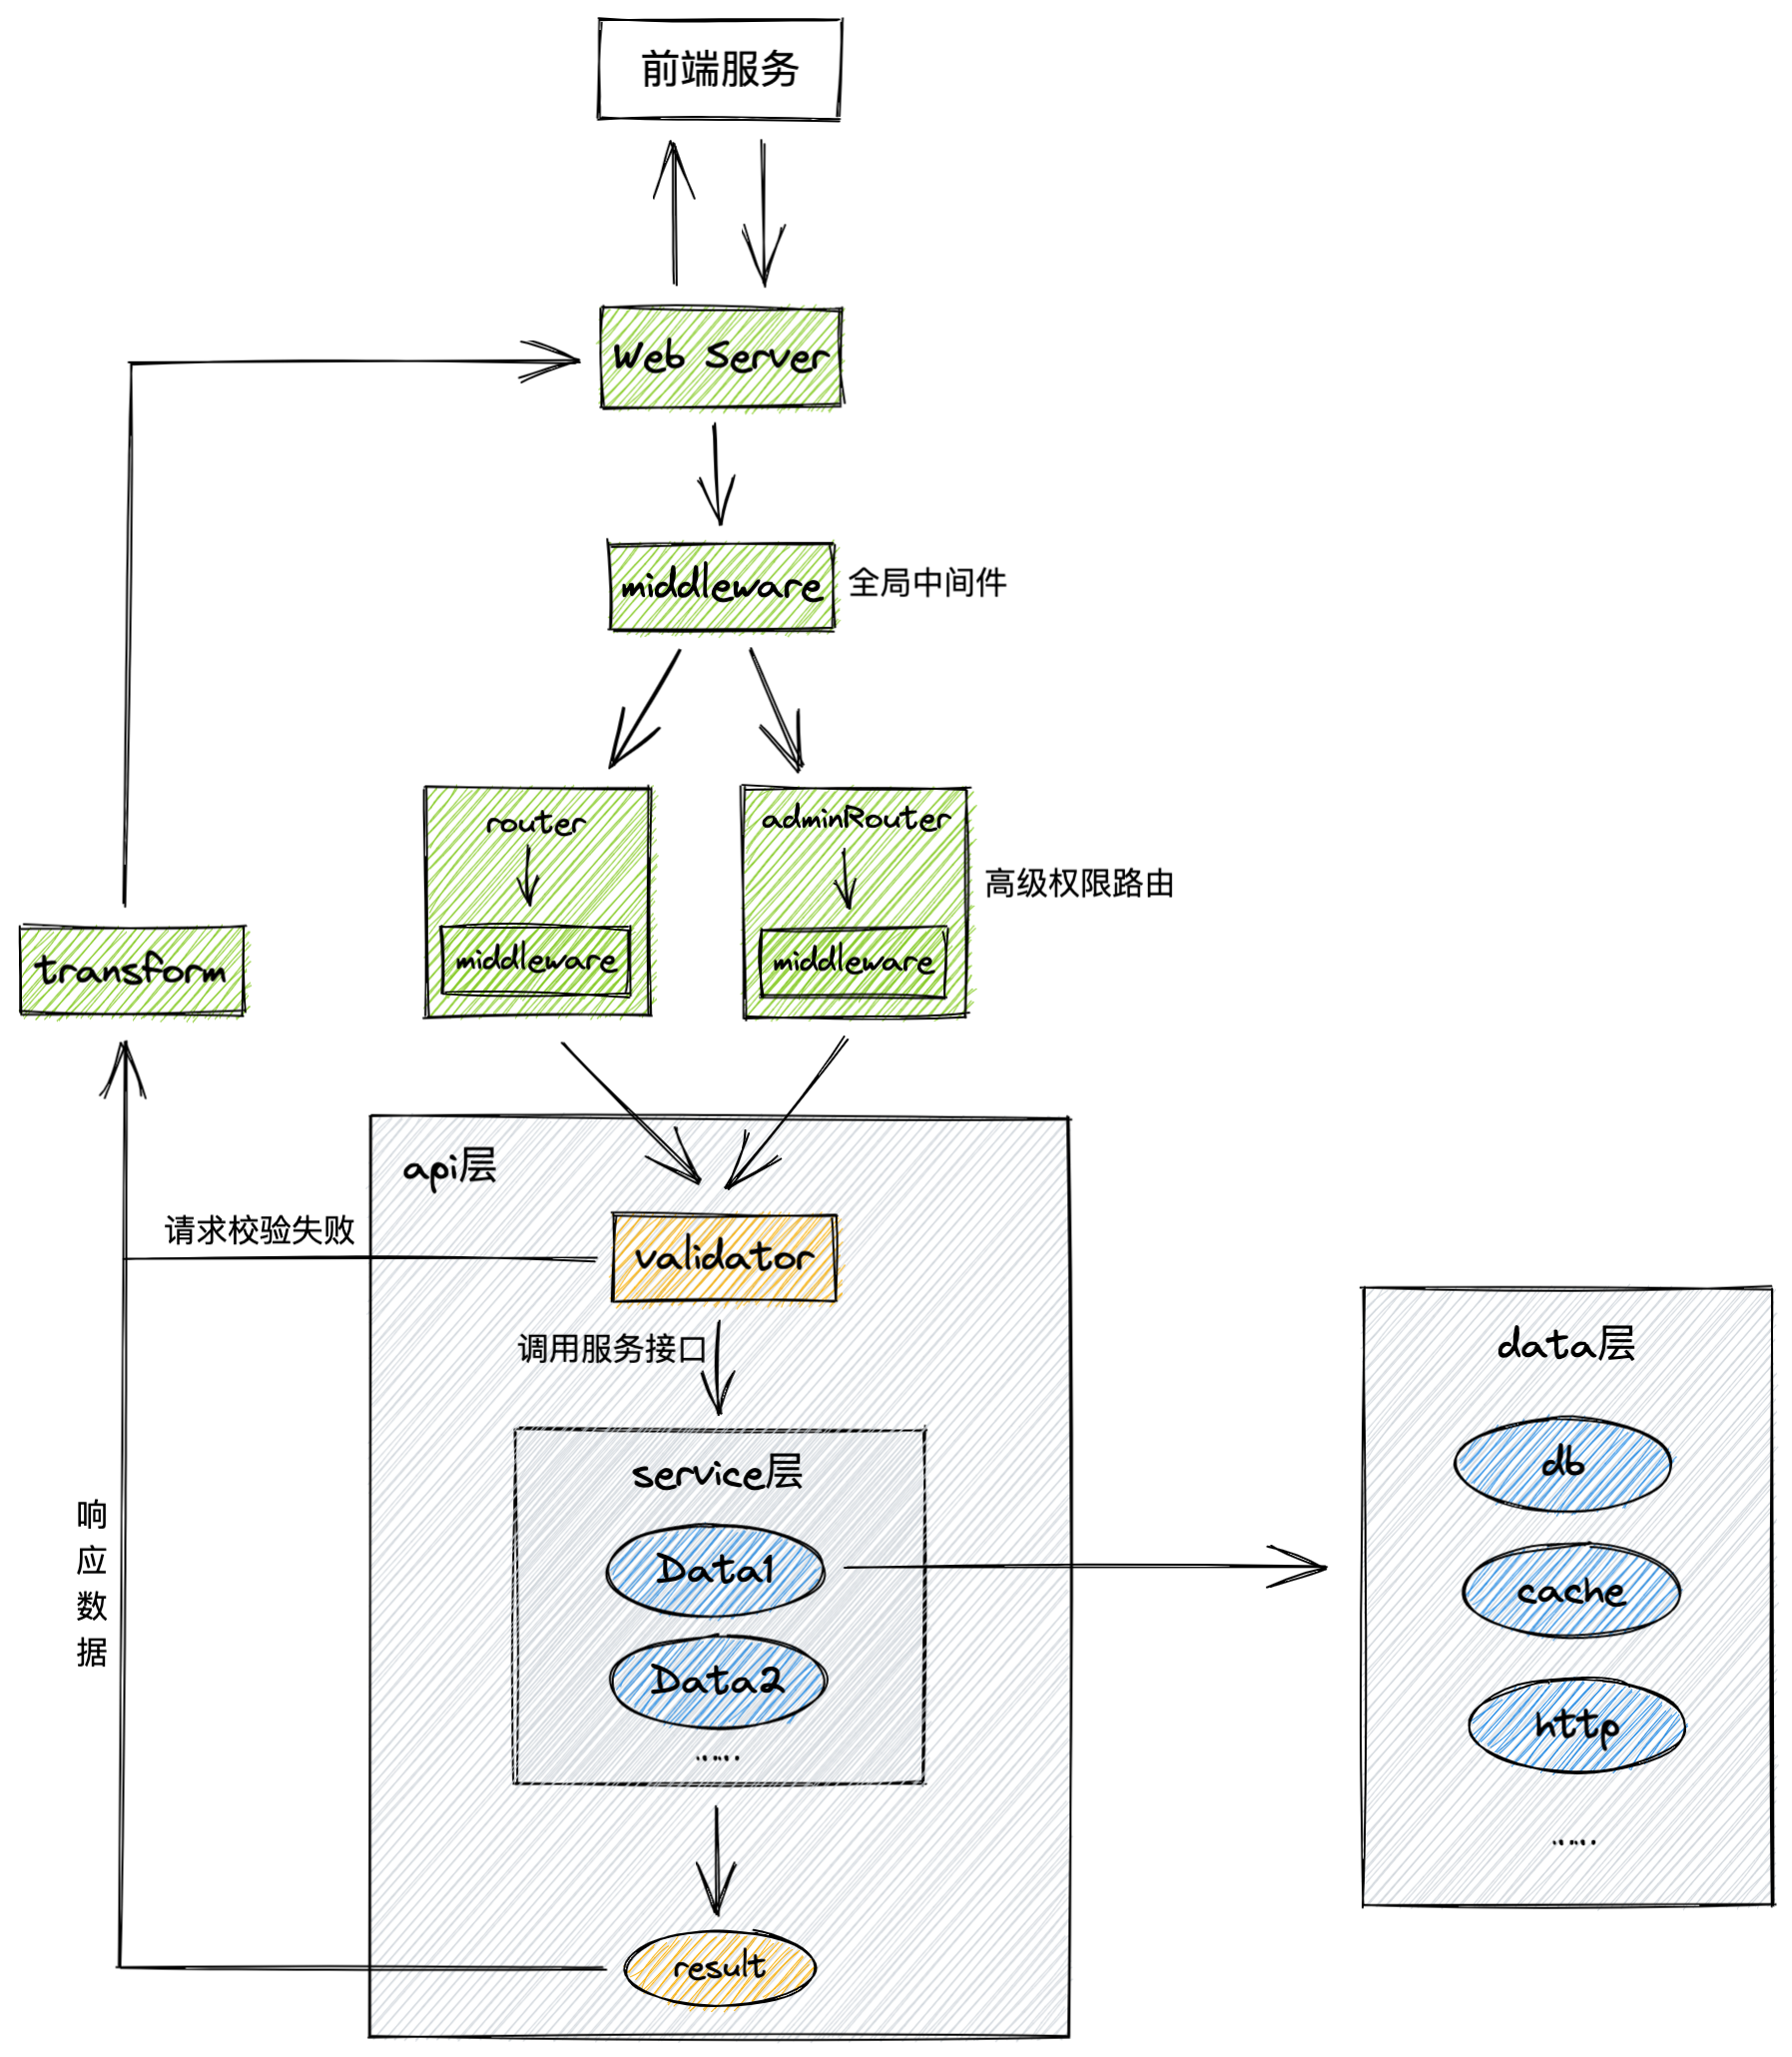 前端服务
Web Server
middleware
全局中间件
router
middleware
adminRouter
middleware
高级权限路由
transform
api层
请求校验失败
validator
调用服务接口
service层
Data1
Data2
......
result
响
应
数
据
data层
db
cache
http
......